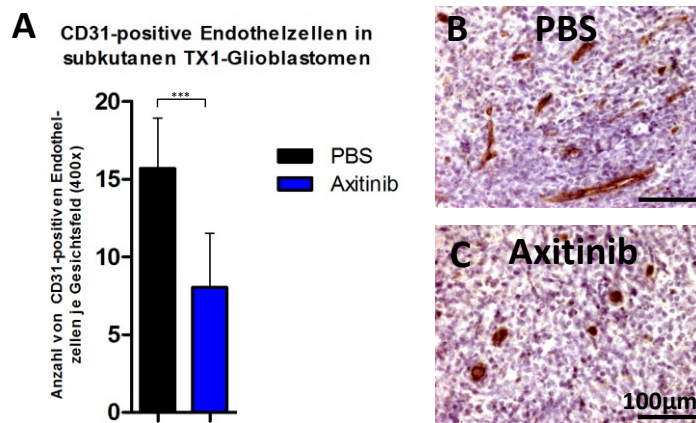 A
CD31-positive Endothelzellen in
subkutanen TX1-Glioblastomen
***
Anzahl von CD31-positiven Endothel-
zellen je Gesichtsfeld (400x)
20
15
10
5
0
PBS
Axitinib
B PBS
C Axitinib
100µm